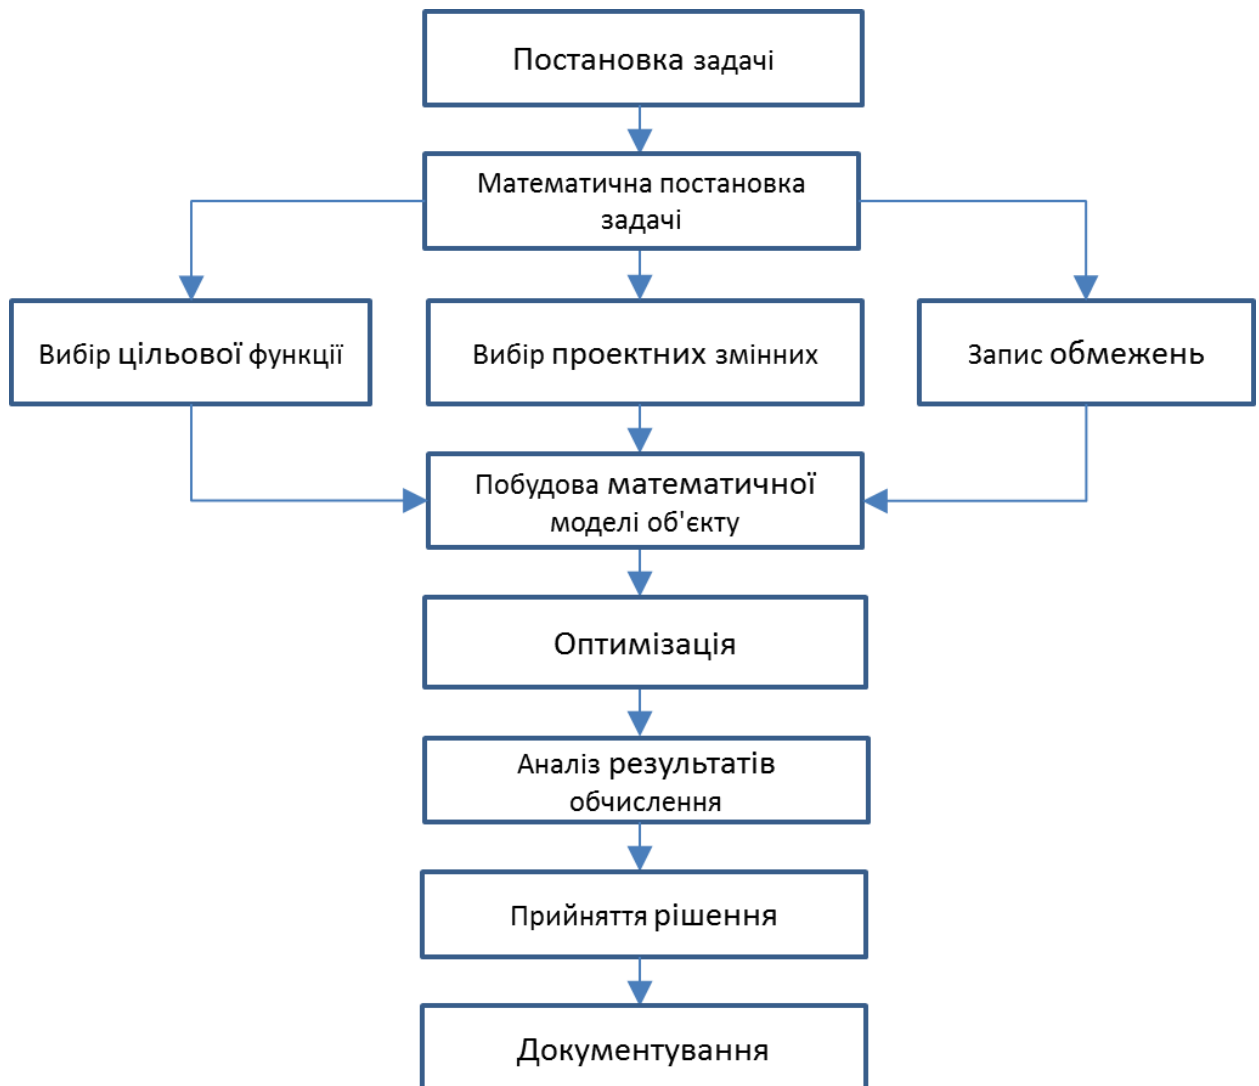 Постановка задачі
Математична постановка
задачі
Вибір цільової функції
Вибір проектних змінних
Запис обмежень
Побудова математичної
моделі об'єкту
Оптимізація
Аналіз результатів
обчислення
Прийняття рішення
Документування